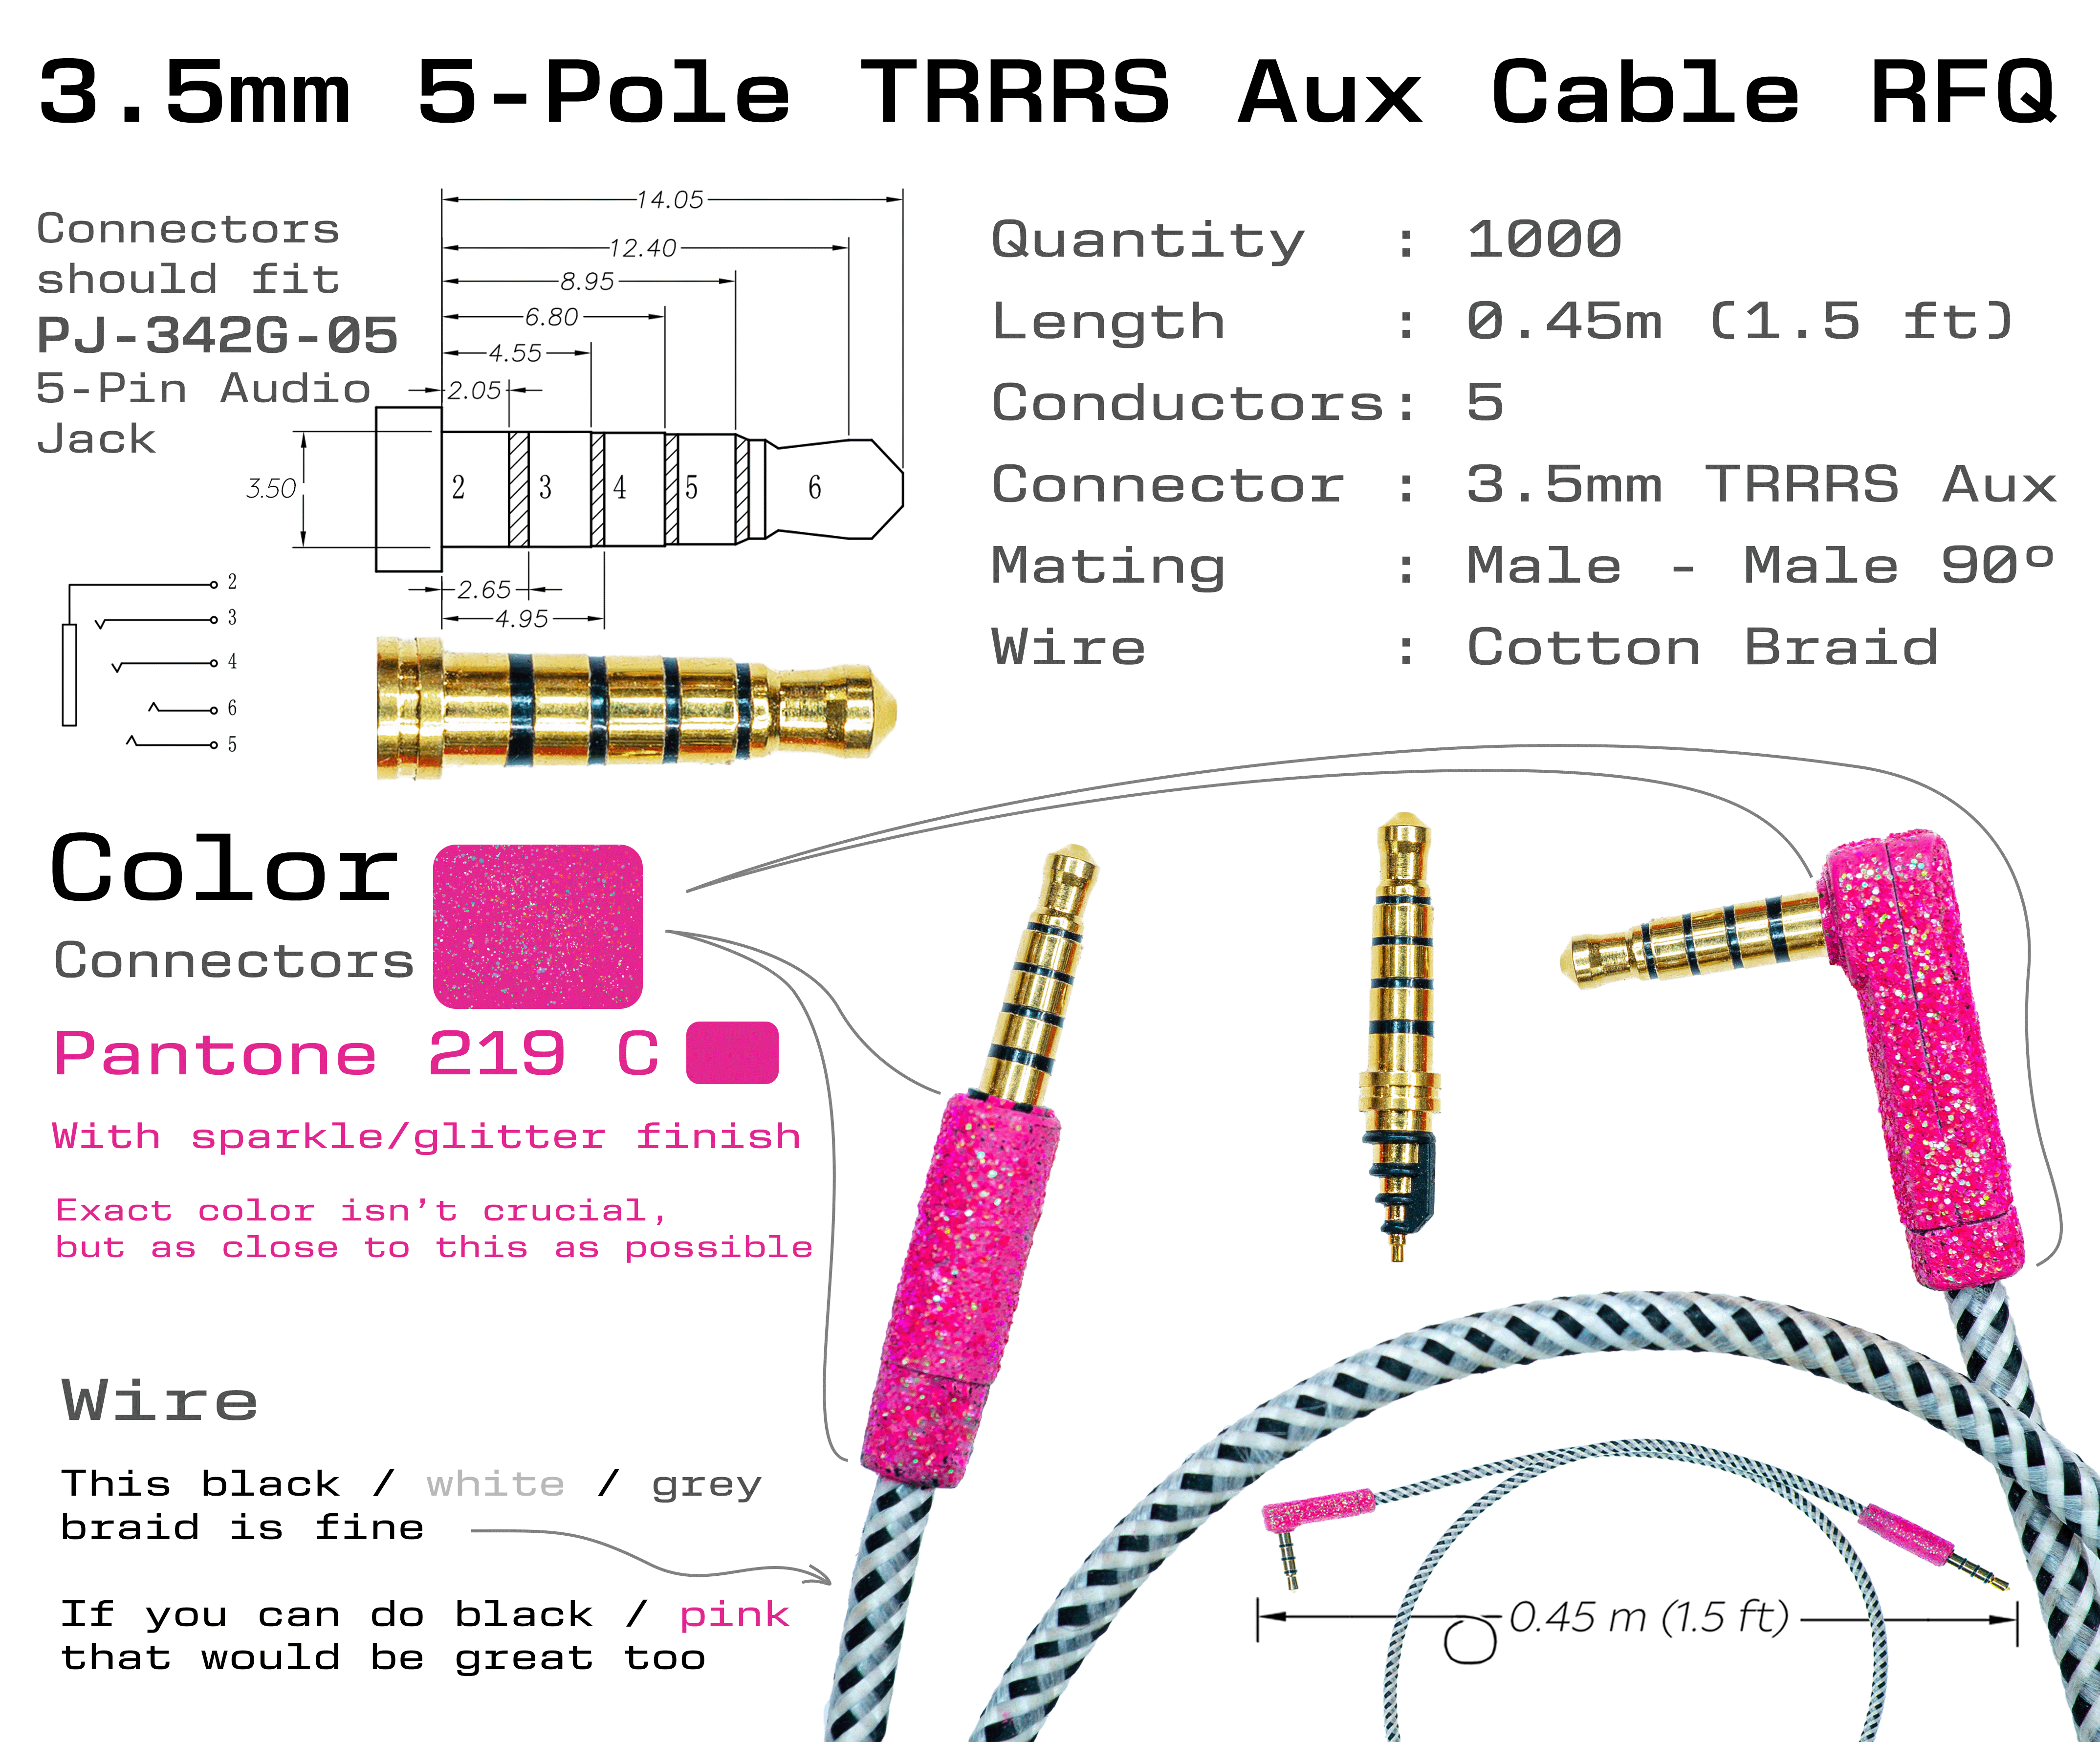 3.5mm 5-Pole TRRRS Aux Cable RFQ
Connectors
should fit
PJ-342G-05
5-Pin Audio
Jack
14.05
12.40
8.95
6.80
4.55
2.05
3.50
2 3 4 5 6
2.65
4.95
2
3
4
6
5
Quantity : 1000
Length : 0.45m (1.5 ft)
Conductors: 5
Connector : 3.5mm TRRRS Aux
Mating : Male - Male 90º
Wire : Cotton Braid
Color
Connectors
Pantone 219 C
With sparkle/glitter finish
Exact color isn't crucial,
but as close to this as possible
Wire
This black / white / grey
braid is fine
If you can do black / pink
that would be great too
0.45 m (1.5 ft)